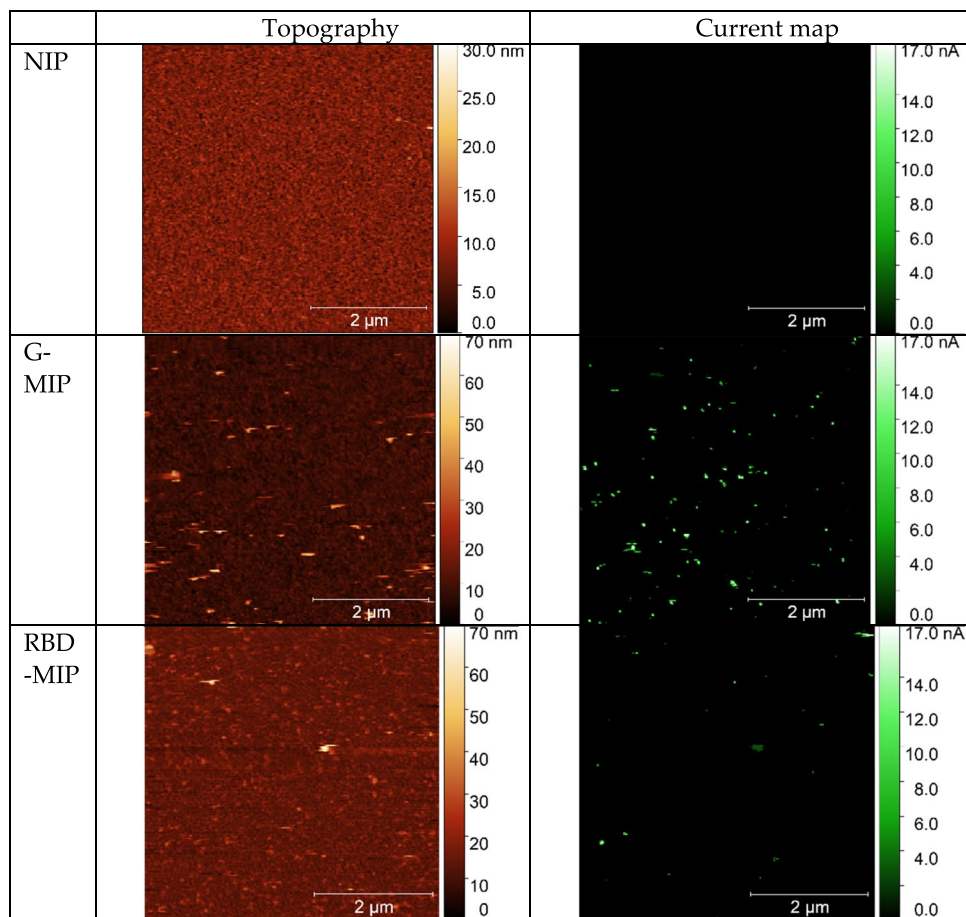 Topography
Current map
NIP
30.0 nm
25.0
20.0
15.0
10.0
5.0
0.0
2 µm
17.0 nA
14.0
12.0
10.0
8.0
6.0
4.0
0.0
2 µm
G-
MIP
70 nm
60
50
40
30
20
10
0
2 µm
17.0 nA
14.0
12.0
10.0
8.0
6.0
4.0
0.0
2 µm
RBD
-MIP
70 nm
60
50
40
30
20
10
0
2 µm
17.0 nA
14.0
12.0
10.0
8.0
6.0
4.0
0.0
2 µm